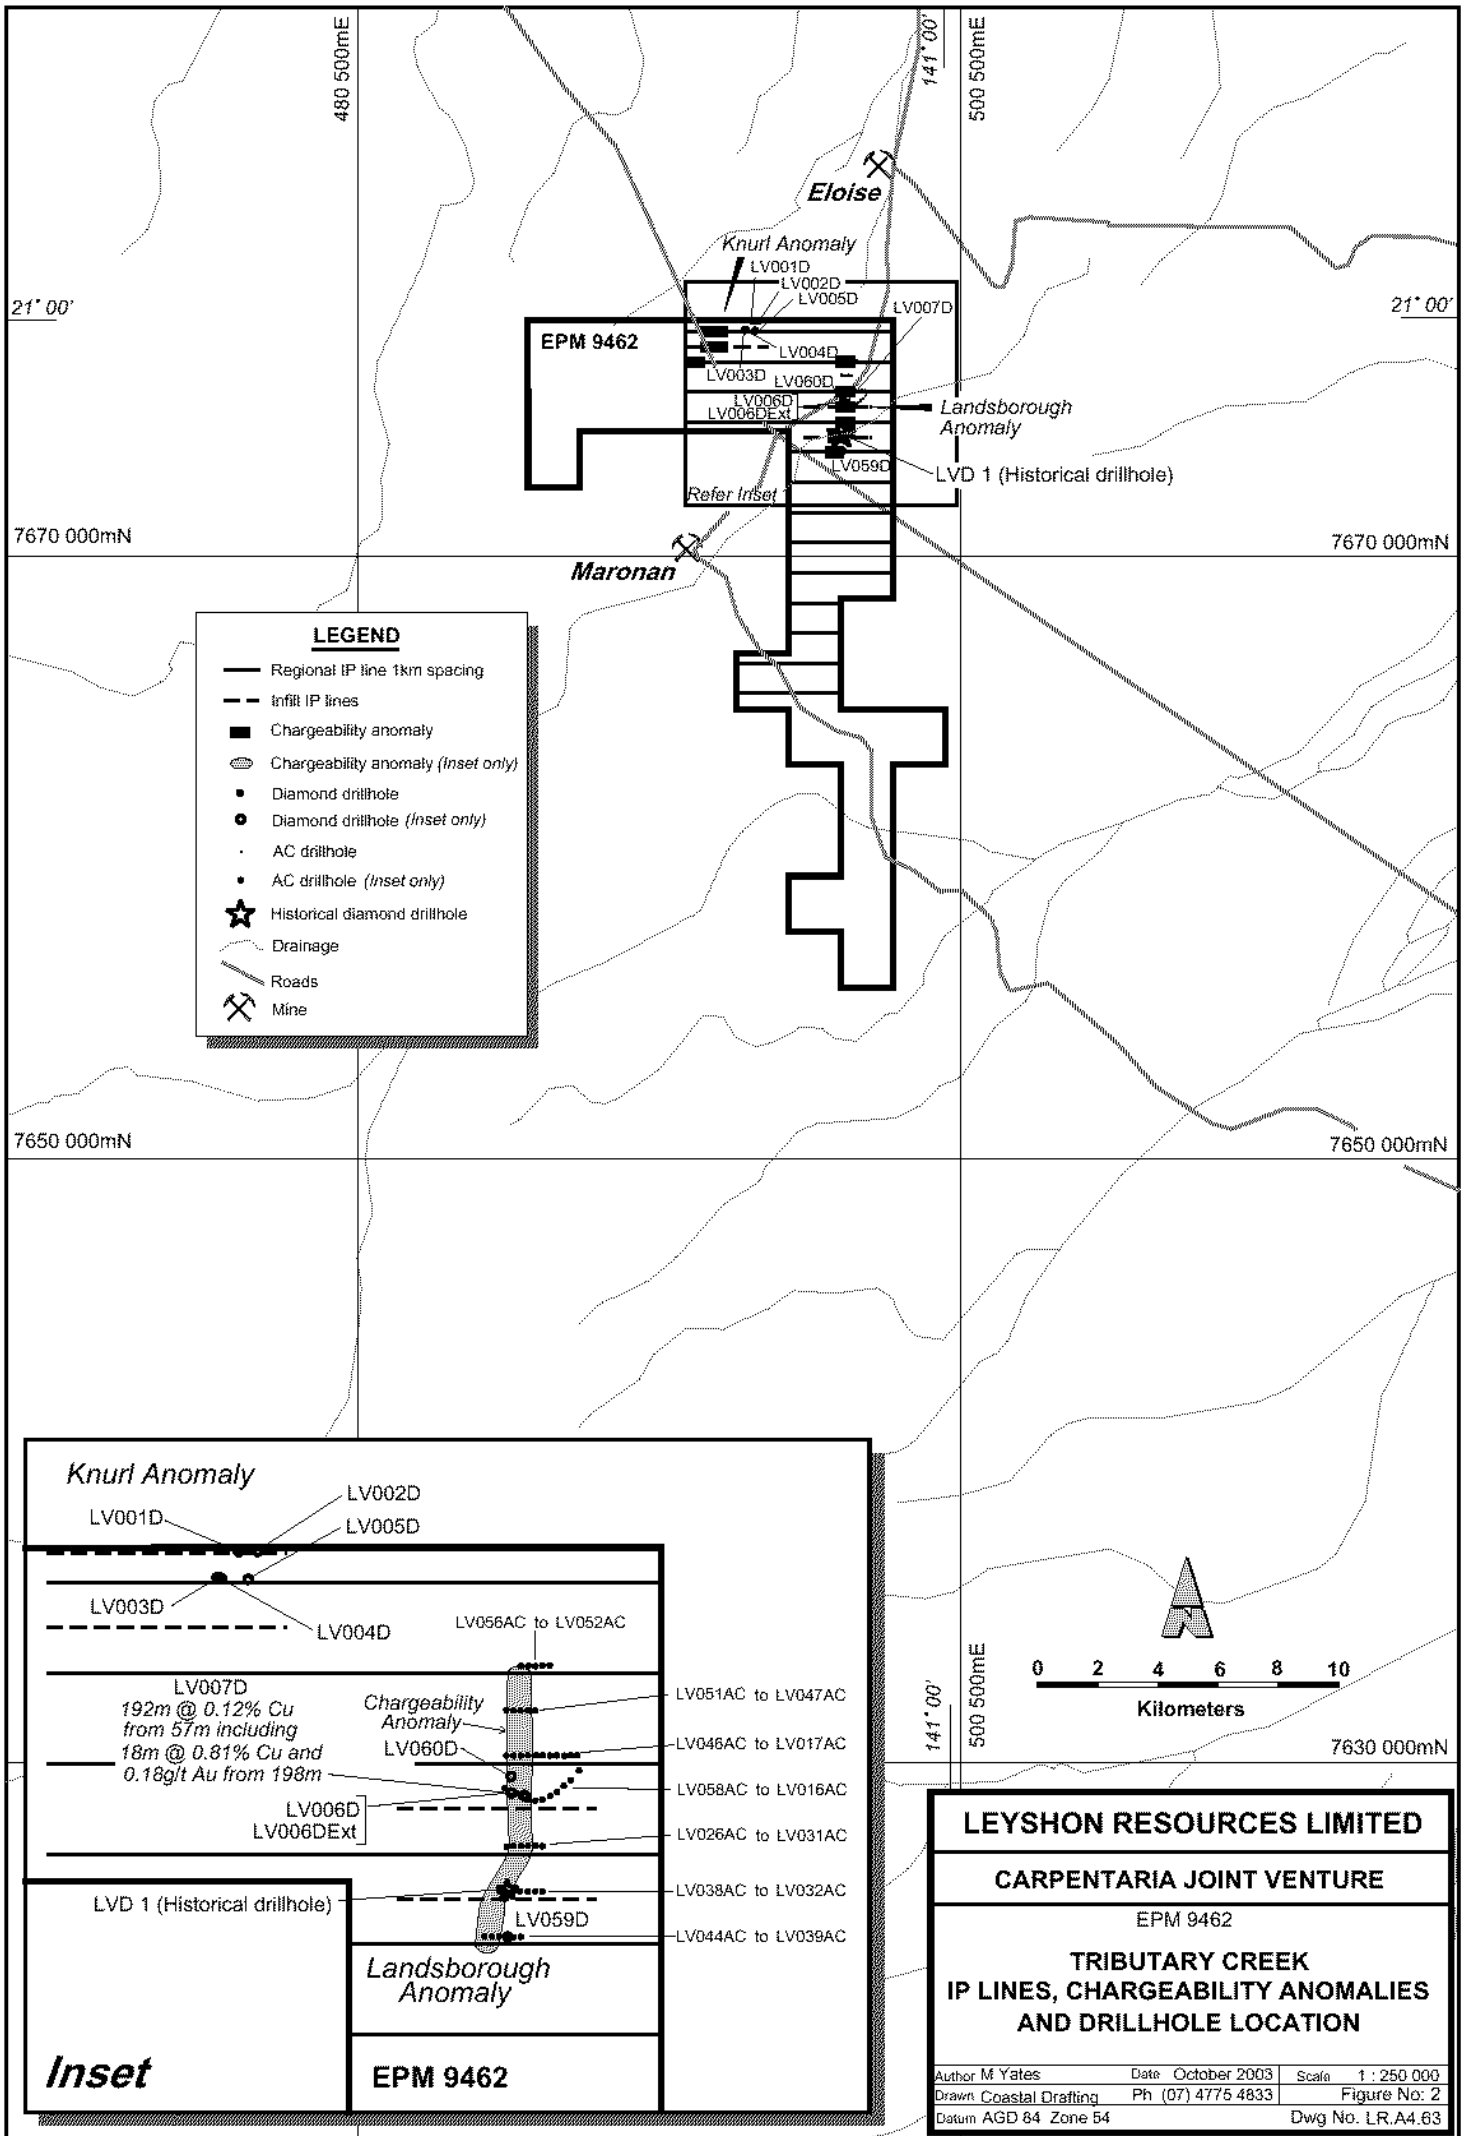 480 500mE
141° 00'
500 500mE
Eloise
Knurl Anomaly
LV001D
LV002D
LV005D
LV007D
21° 00'
21° 00'
EPM 9462
LV004D
LV003D
LV060D
LV006D
LV006DExt
Landsborough
Anomaly
LV059D
LVD 1 (Historical drillhole)
Refer Inset
7670 000mN
7670 000mN
Maronan
LEGEND
Regional IP line 1km spacing
Infill IP lines
Chargeability anomaly
Chargeability anomaly (Inset only)
Diamond drillhole
Diamond drillhole (Inset only)
AC drillhole
AC drillhole (Inset only)
Historical diamond drillhole
Drainage
Roads
Mine
7650 000mN
7650 000mN
Knurl Anomaly
LV002D
LV001D
LV005D
LV003D
LV004D
LV056AC to LV052AC
LV007D
192m @ 0.12% Cu
from 57m including
18m @ 0.81% Cu and
0.18g/t Au from 198m
Chargeability
Anomaly
LV060D
LV051AC to LV047AC
LV046AC to LV017AC
LV058AC to LV016AC
LV006D
LV006DExt
LV026AC to LV031AC
LVD 1 (Historical drillhole)
LV038AC to LV032AC
LV059D
LV044AC to LV039AC
Landsborough
Anomaly
Inset
EPM 9462
N
0 2 4 6 8 10
Kilometers
141° 00'
500 500mE
7630 000mN
LEYSHON RESOURCES LIMITED
CARPENTARIA JOINT VENTURE
EPM 9462
TRIBUTARY CREEK
IP LINES, CHARGEABILITY ANOMALIES
AND DRILLHOLE LOCATION
Author M Yates Date October 2003 Scale 1 : 250 000
Drawn Coastal Drafting Ph (07) 4775 4833 Figure No: 2
Datum AGD 84 Zone 54 Dwg No. LR.A4.63